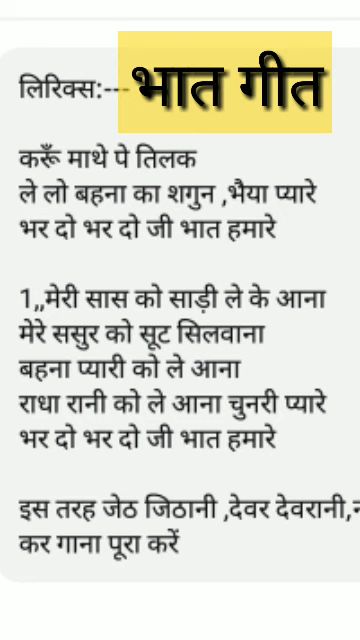 भात गीत
लिरिक्स:---
करूँ माथे पे तिलक
ले लो बहना का शगुन ,भैया प्यारे
भर दो भर दो जी भात हमारे
1,,मेरी सास को साड़ी ले के आना
मेरे ससुर को सूट सिलवाना
बहना प्यारी को ले आना
राधा रानी को ले आना चुनरी प्यारे
भर दो भर दो जी भात हमारे
इस तरह जेठ जिठानी ,देवर देवरानी,
कर गाना पूरा करें